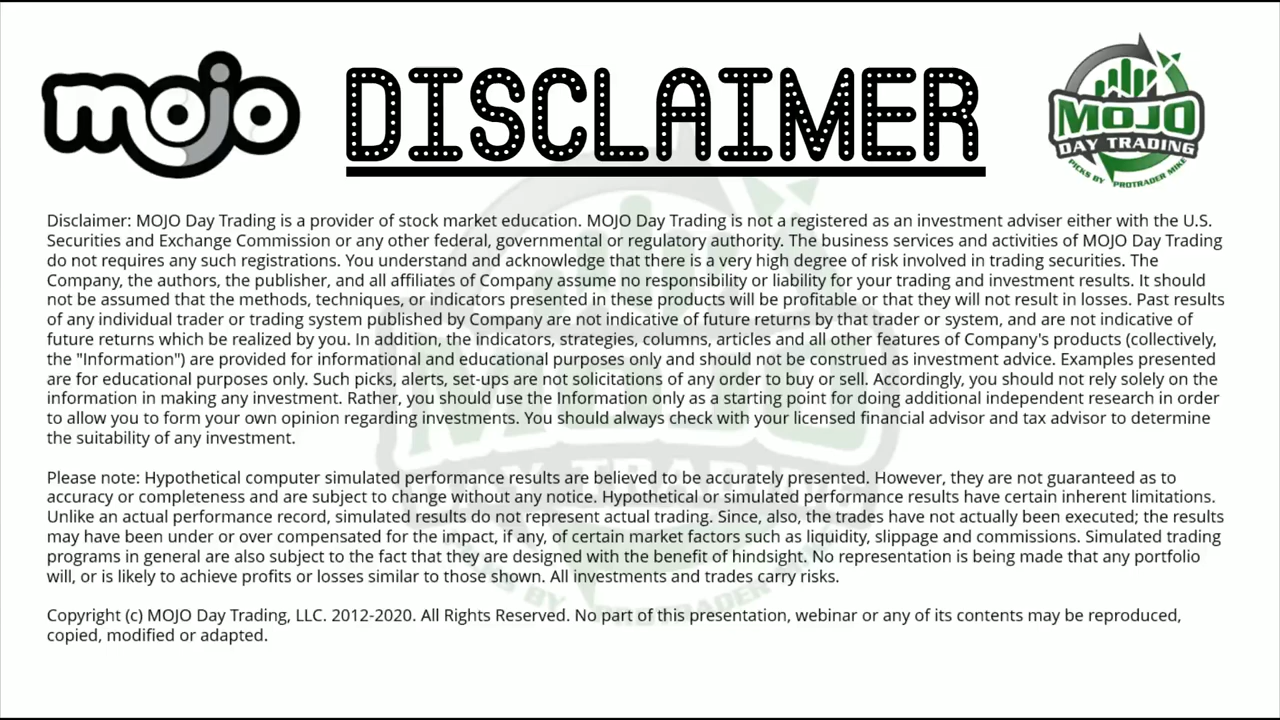 mojo
DISCLAIMER
MOJO
DAY TRADING
PICKS BY PROTRADER MIKE
Disclaimer: MOJO Day Trading is a provider of stock market education. MOJO Day Trading is not a registered as an investment adviser either with the U.S.
Securities and Exchange Commission or any other federal, governmental or regulatory authority. The business services and activities of MOJO Day Trading
do not requires any such registrations. You understand and acknowledge that there is a very high degree of risk involved in trading securities. The
Company, the authors, the publisher, and all affiliates of Company assume no responsibility or liability for your trading and investment results. It should
not be assumed that the methods, techniques, or indicators presented in these products will be profitable or that they will not result in losses. Past results
of any individual trader or trading system published by Company are not indicative of future returns by that trader or system, and are not indicative of
future returns which be realized by you. In addition, the indicators, strategies, columns, articles and all other features of Company's products (collectively,
the "Information") are provided for informational and educational purposes only and should not be construed as investment advice. Examples presented
are for educational purposes only. Such picks, alerts, set-ups are not solicitations of any order to buy or sell. Accordingly, you should not rely solely on the
information in making any investment. Rather, you should use the Information only as a starting point for doing additional independent research in order
to allow you to form your own opinion regarding investments. You should always check with your licensed financial advisor and tax advisor to determine
the suitability of any investment.
Please note: Hypothetical computer simulated performance results are believed to be accurately presented. However, they are not guaranteed as to
accuracy or completeness and are subject to change without any notice. Hypothetical or simulated performance results have certain inherent limitations.
Unlike an actual performance record, simulated results do not represent actual trading. Since, also, the trades have not actually been executed; the results
may have been under or over compensated for the impact, if any, of certain market factors such as liquidity, slippage and commissions. Simulated trading
programs in general are also subject to the fact that they are designed with the benefit of hindsight. No representation is being made that any portfolio
will, or is likely to achieve profits or losses similar to those shown. All investments and trades carry risks.
Copyright (c) MOJO Day Trading, LLC. 2012-2020. All Rights Reserved. No part of this presentation, webinar or any of its contents may be reproduced,
copied, modified or adapted.